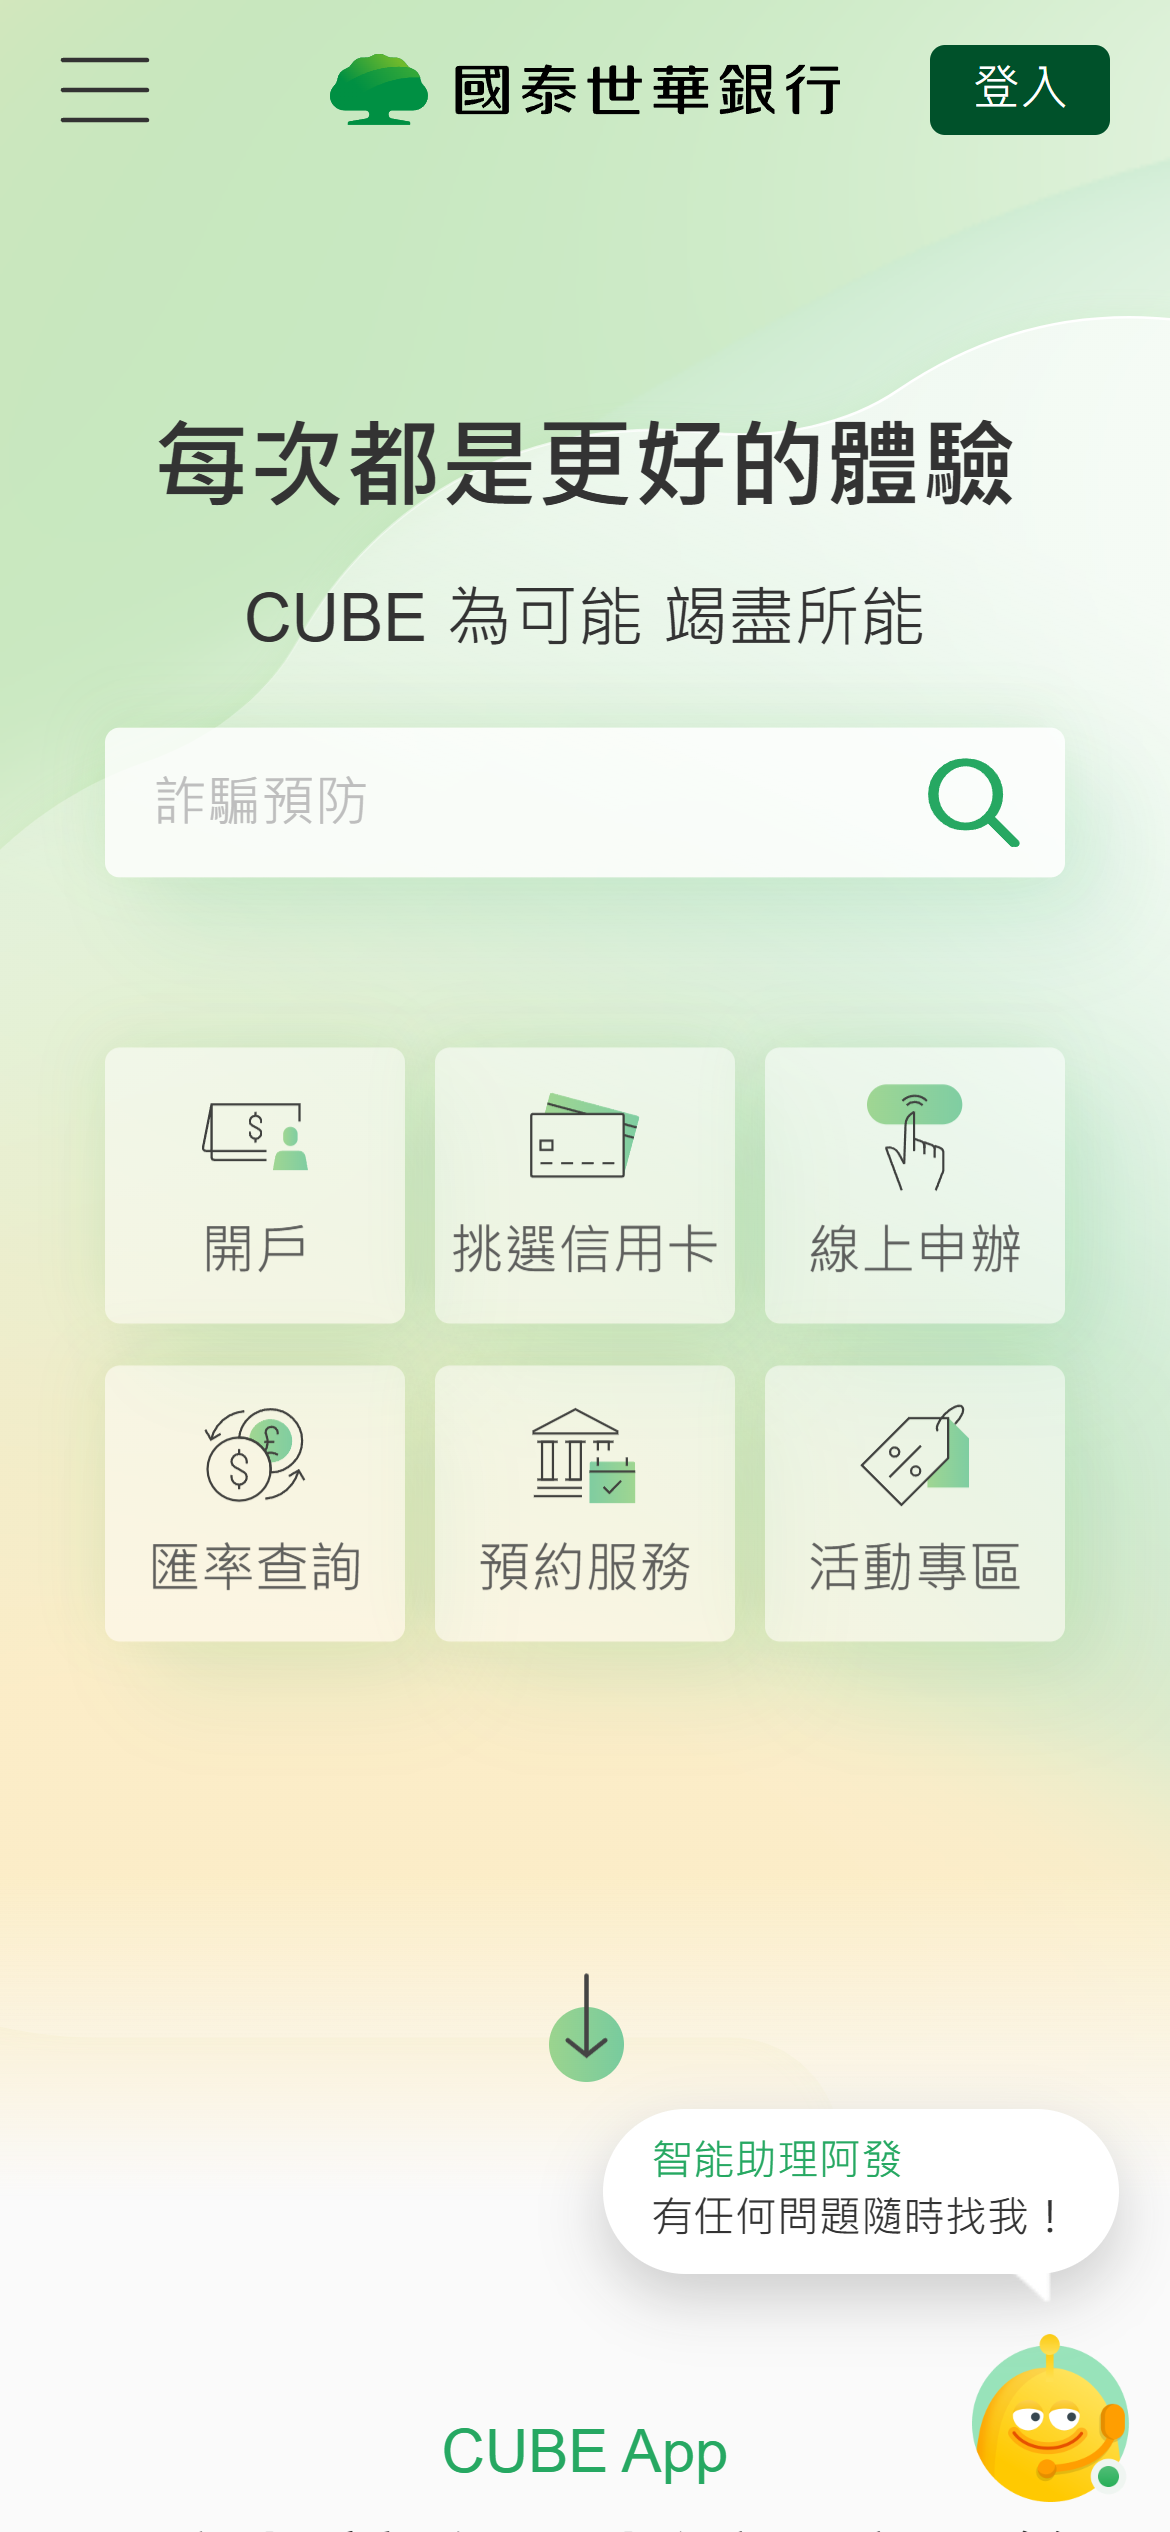 國泰世華銀行
登入
每次都是更好的體驗
CUBE 為可能 竭盡所能
詐騙預防
開戶
挑選信用卡
線上申辦
匯率查詢
預約服務
活動專區
智能助理阿發
有任何問題隨時找我！
CUBE App